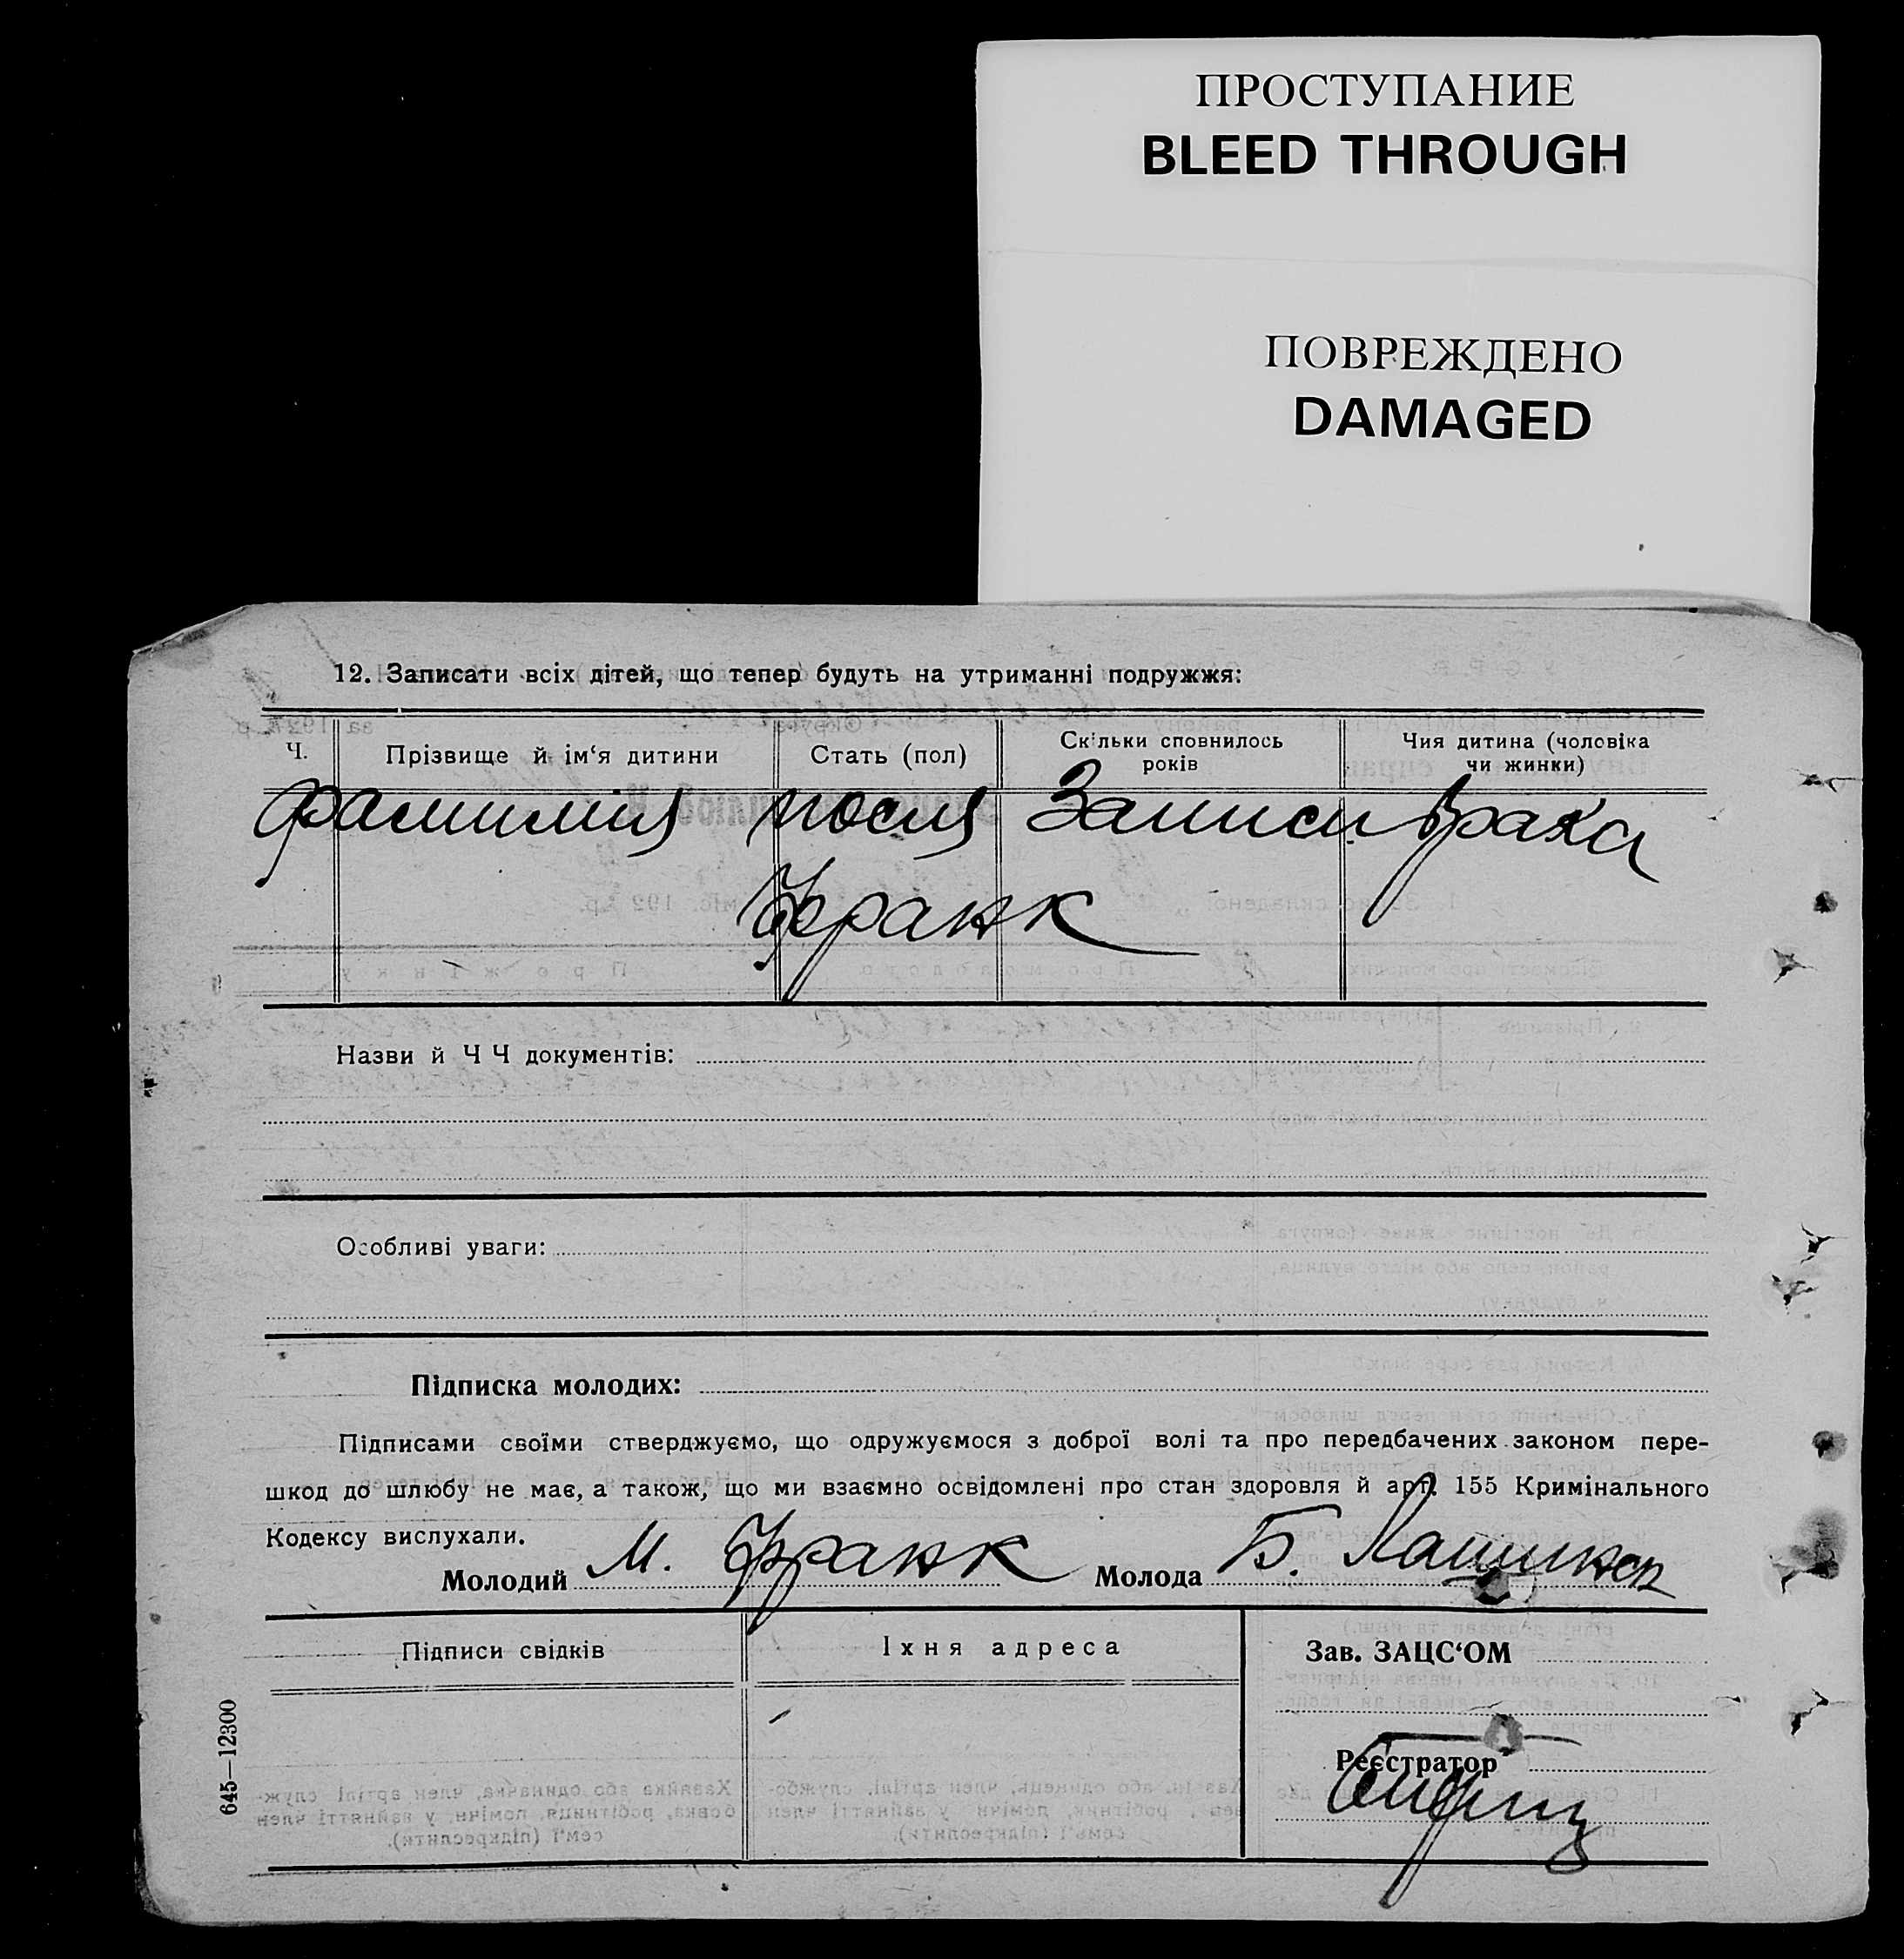 ПРОСТУПАНИЕ
BLEED THROUGH
ПОВРЕЖДЕНО
DAMAGED
12. Записати всіх дітей, що тепер будуть на утриманні подружжя:
Ч. Прізвище й ім‘я дитини Стать (пол) Скільки сповнилось років Чия дитина (чоловіка чи жинки)
Фамилия посля Записи брака
Франк
Назви й Ч Ч документів:
Особливі уваги:
Підписка молодих:
Підписами своїми стверджуємо, що одружуємося з доброї волі та про передбачених законом пере-
шкод до шлюбу не має, а також, що ми взаємно освідомлені про стан здоровля й арт. 155 Кримінального
Кодексу вислухали.
Молодий М. Франк Молода Б.
Підписи свідків Їхня адреса Зав. ЗАЦС‘ОМ
Реєстратор
645—12300